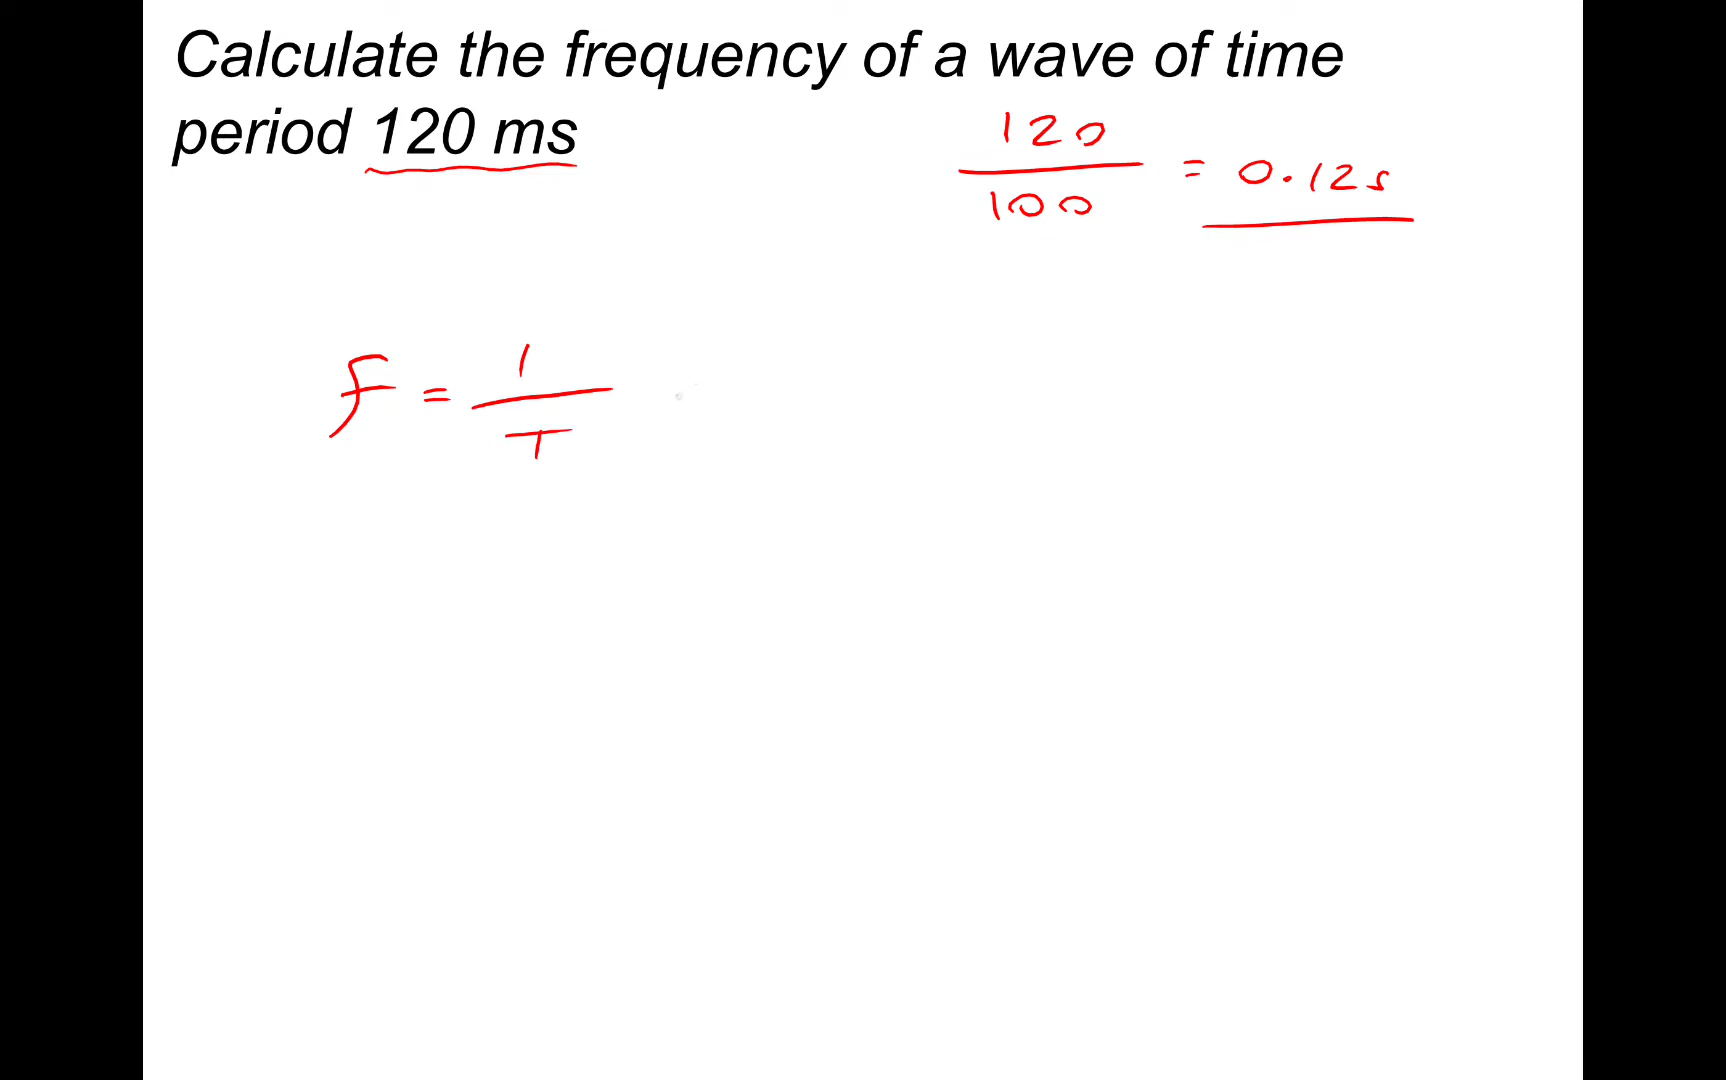 Calculate the frequency of a wave of time
period 120 ms
120
100
= 0.12s
f = 1
T